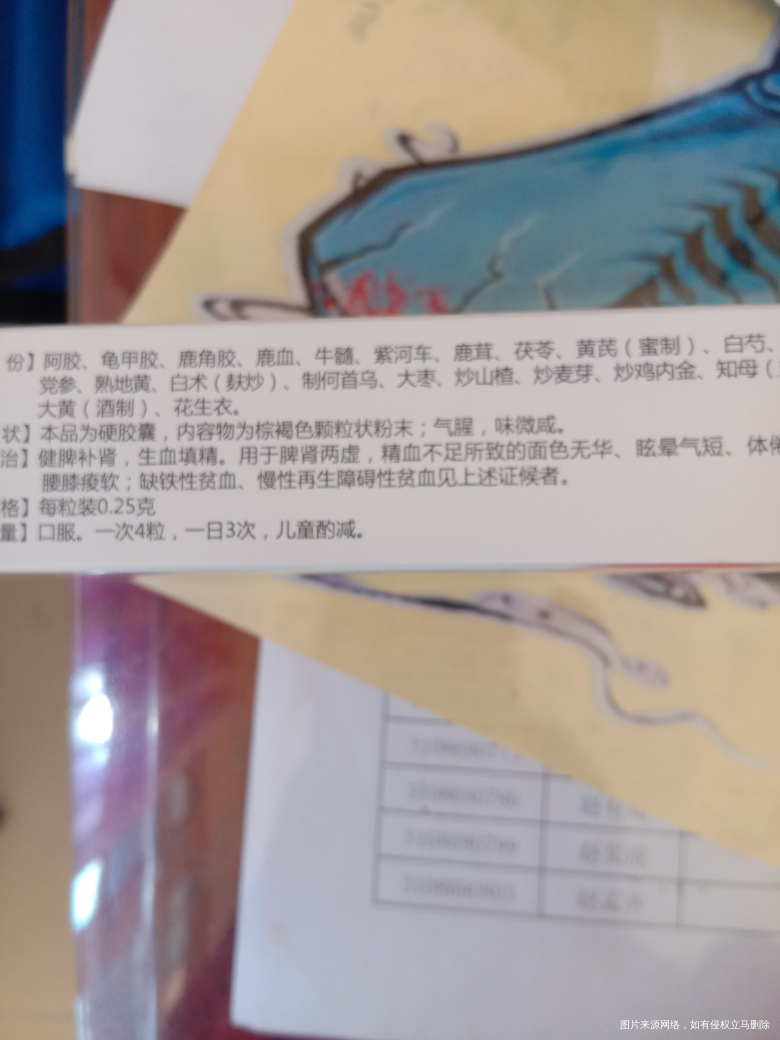 份】阿胶、龟甲胶、鹿角胶、鹿血、牛髓、紫河车、鹿茸、茯苓、黄芪（蜜制）、白芍、
党参、熟地黄、白术（麸炒）、制何首乌、大枣、炒山楂、炒麦芽、炒鸡内金、知母（
大黄（酒制）、花生衣。
状】本品为硬胶囊，内容物为棕褐色颗粒状粉末；气腥，味微咸。
治】健脾补肾，生血填精。用于脾肾两虚，精血不足所致的面色无华、眩晕气短、体倦
腰膝痠软；缺铁性贫血、慢性再生障碍性贫血见上述证候者。
格】每粒装0.25克
量】口服。一次4粒，一日3次，儿童酌减。
图片来源网络，如有侵权立马删除